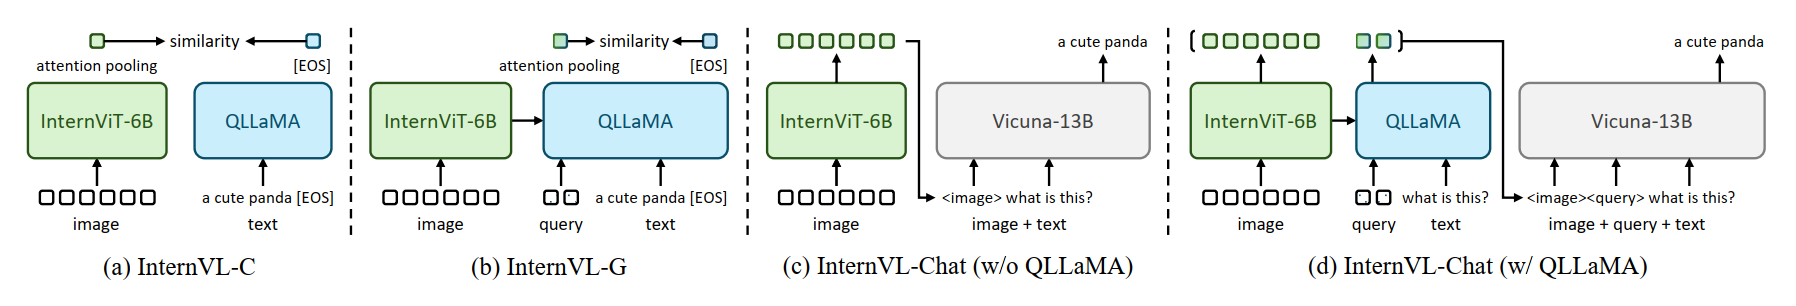 similarity
attention pooling [EOS]
InternViT-6B QLLaMA
a cute panda [EOS]
image text
(a) InternVL-C
similarity
attention pooling [EOS]
InternViT-6B QLLaMA
a cute panda [EOS]
image query text
(b) InternVL-G
a cute panda
InternViT-6B Vicuna-13B
<image> what is this?
image image + text
(c) InternVL-Chat (w/o QLLaMA)
a cute panda
InternViT-6B QLLaMA Vicuna-13B
what is this? <image><query> what is this?
image query text image + query + text
(d) InternVL-Chat (w/ QLLaMA)